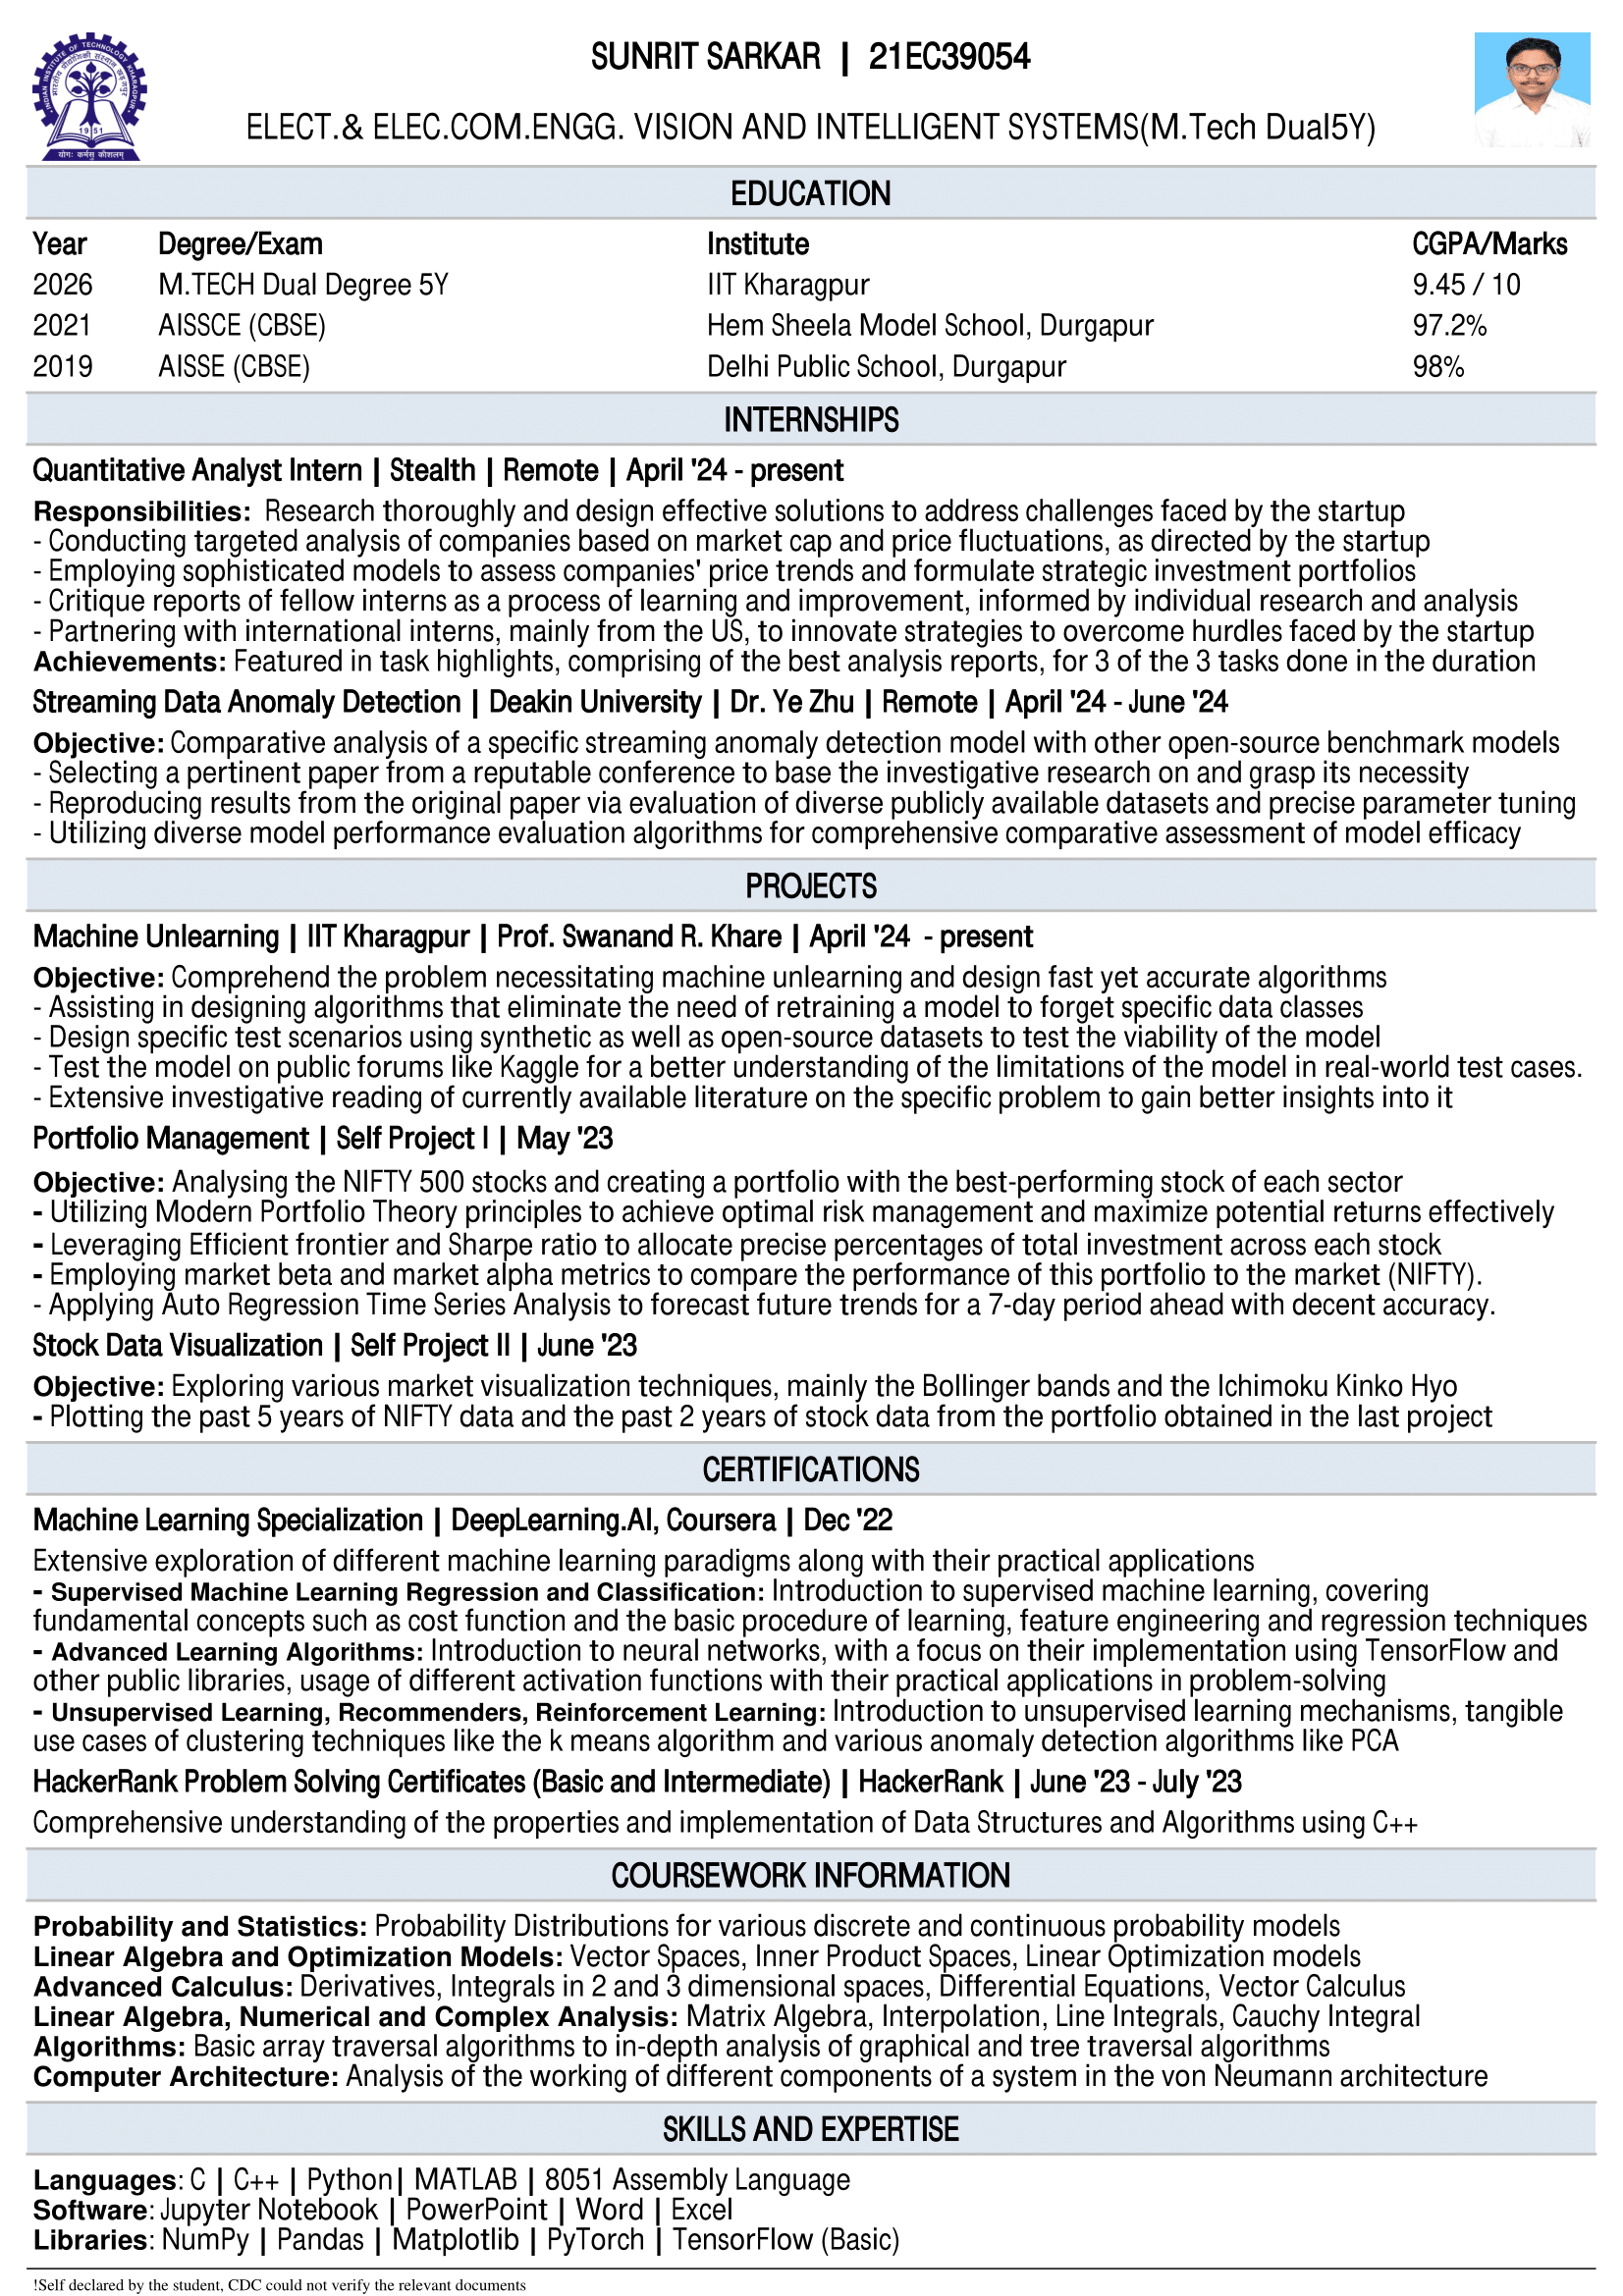 INDIAN INSTITUTE OF TECHNOLOGY KHARAGPUR
भारतीय प्रौद्योगिकी संस्थान खड़गपुर
1951
योगः कर्मसु कौशलम्
SUNRIT SARKAR | 21EC39054
ELECT.& ELEC.COM.ENGG. VISION AND INTELLIGENT SYSTEMS(M.Tech Dual5Y)
EDUCATION
Year Degree/Exam Institute CGPA/Marks
2026 M.TECH Dual Degree 5Y IIT Kharagpur 9.45 / 10
2021 AISSCE (CBSE) Hem Sheela Model School, Durgapur 97.2%
2019 AISSE (CBSE) Delhi Public School, Durgapur 98%
INTERNSHIPS
Quantitative Analyst Intern | Stealth | Remote | April '24 - present
Responsibilities: Research thoroughly and design effective solutions to address challenges faced by the startup
- Conducting targeted analysis of companies based on market cap and price fluctuations, as directed by the startup
- Employing sophisticated models to assess companies' price trends and formulate strategic investment portfolios
- Critique reports of fellow interns as a process of learning and improvement, informed by individual research and analysis
- Partnering with international interns, mainly from the US, to innovate strategies to overcome hurdles faced by the startup
Achievements: Featured in task highlights, comprising of the best analysis reports, for 3 of the 3 tasks done in the duration
Streaming Data Anomaly Detection | Deakin University | Dr. Ye Zhu | Remote | April '24 - June '24
Objective: Comparative analysis of a specific streaming anomaly detection model with other open-source benchmark models
- Selecting a pertinent paper from a reputable conference to base the investigative research on and grasp its necessity
- Reproducing results from the original paper via evaluation of diverse publicly available datasets and precise parameter tuning
- Utilizing diverse model performance evaluation algorithms for comprehensive comparative assessment of model efficacy
PROJECTS
Machine Unlearning | IIT Kharagpur | Prof. Swanand R. Khare | April '24 - present
Objective: Comprehend the problem necessitating machine unlearning and design fast yet accurate algorithms
- Assisting in designing algorithms that eliminate the need of retraining a model to forget specific data classes
- Design specific test scenarios using synthetic as well as open-source datasets to test the viability of the model
- Test the model on public forums like Kaggle for a better understanding of the limitations of the model in real-world test cases.
- Extensive investigative reading of currently available literature on the specific problem to gain better insights into it
Portfolio Management | Self Project I | May '23
Objective: Analysing the NIFTY 500 stocks and creating a portfolio with the best-performing stock of each sector
- Utilizing Modern Portfolio Theory principles to achieve optimal risk management and maximize potential returns effectively
- Leveraging Efficient frontier and Sharpe ratio to allocate precise percentages of total investment across each stock
- Employing market beta and market alpha metrics to compare the performance of this portfolio to the market (NIFTY).
- Applying Auto Regression Time Series Analysis to forecast future trends for a 7-day period ahead with decent accuracy.
Stock Data Visualization | Self Project II | June '23
Objective: Exploring various market visualization techniques, mainly the Bollinger bands and the Ichimoku Kinko Hyo
- Plotting the past 5 years of NIFTY data and the past 2 years of stock data from the portfolio obtained in the last project
CERTIFICATIONS
Machine Learning Specialization | DeepLearning.AI, Coursera | Dec '22
Extensive exploration of different machine learning paradigms along with their practical applications
- Supervised Machine Learning Regression and Classification: Introduction to supervised machine learning, covering
fundamental concepts such as cost function and the basic procedure of learning, feature engineering and regression techniques
- Advanced Learning Algorithms: Introduction to neural networks, with a focus on their implementation using TensorFlow and
other public libraries, usage of different activation functions with their practical applications in problem-solving
- Unsupervised Learning, Recommenders, Reinforcement Learning: Introduction to unsupervised learning mechanisms, tangible
use cases of clustering techniques like the k means algorithm and various anomaly detection algorithms like PCA
HackerRank Problem Solving Certificates (Basic and Intermediate) | HackerRank | June '23 - July '23
Comprehensive understanding of the properties and implementation of Data Structures and Algorithms using C++
COURSEWORK INFORMATION
Probability and Statistics: Probability Distributions for various discrete and continuous probability models
Linear Algebra and Optimization Models: Vector Spaces, Inner Product Spaces, Linear Optimization models
Advanced Calculus: Derivatives, Integrals in 2 and 3 dimensional spaces, Differential Equations, Vector Calculus
Linear Algebra, Numerical and Complex Analysis: Matrix Algebra, Interpolation, Line Integrals, Cauchy Integral
Algorithms: Basic array traversal algorithms to in-depth analysis of graphical and tree traversal algorithms
Computer Architecture: Analysis of the working of different components of a system in the von Neumann architecture
SKILLS AND EXPERTISE
Languages: C | C++ | Python| MATLAB | 8051 Assembly Language
Software: Jupyter Notebook | PowerPoint | Word | Excel
Libraries: NumPy | Pandas | Matplotlib | PyTorch | TensorFlow (Basic)
!Self declared by the student, CDC could not verify the relevant documents